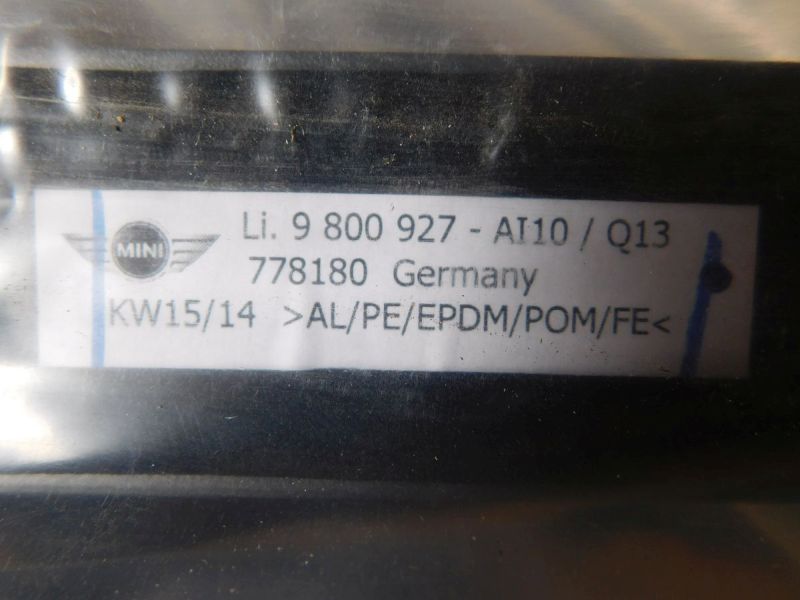 MINI
Li. 9 800 927 - AI10 / Q13
778180 Germany
KW15/14 >AL/PE/EPDM/POM/FE<